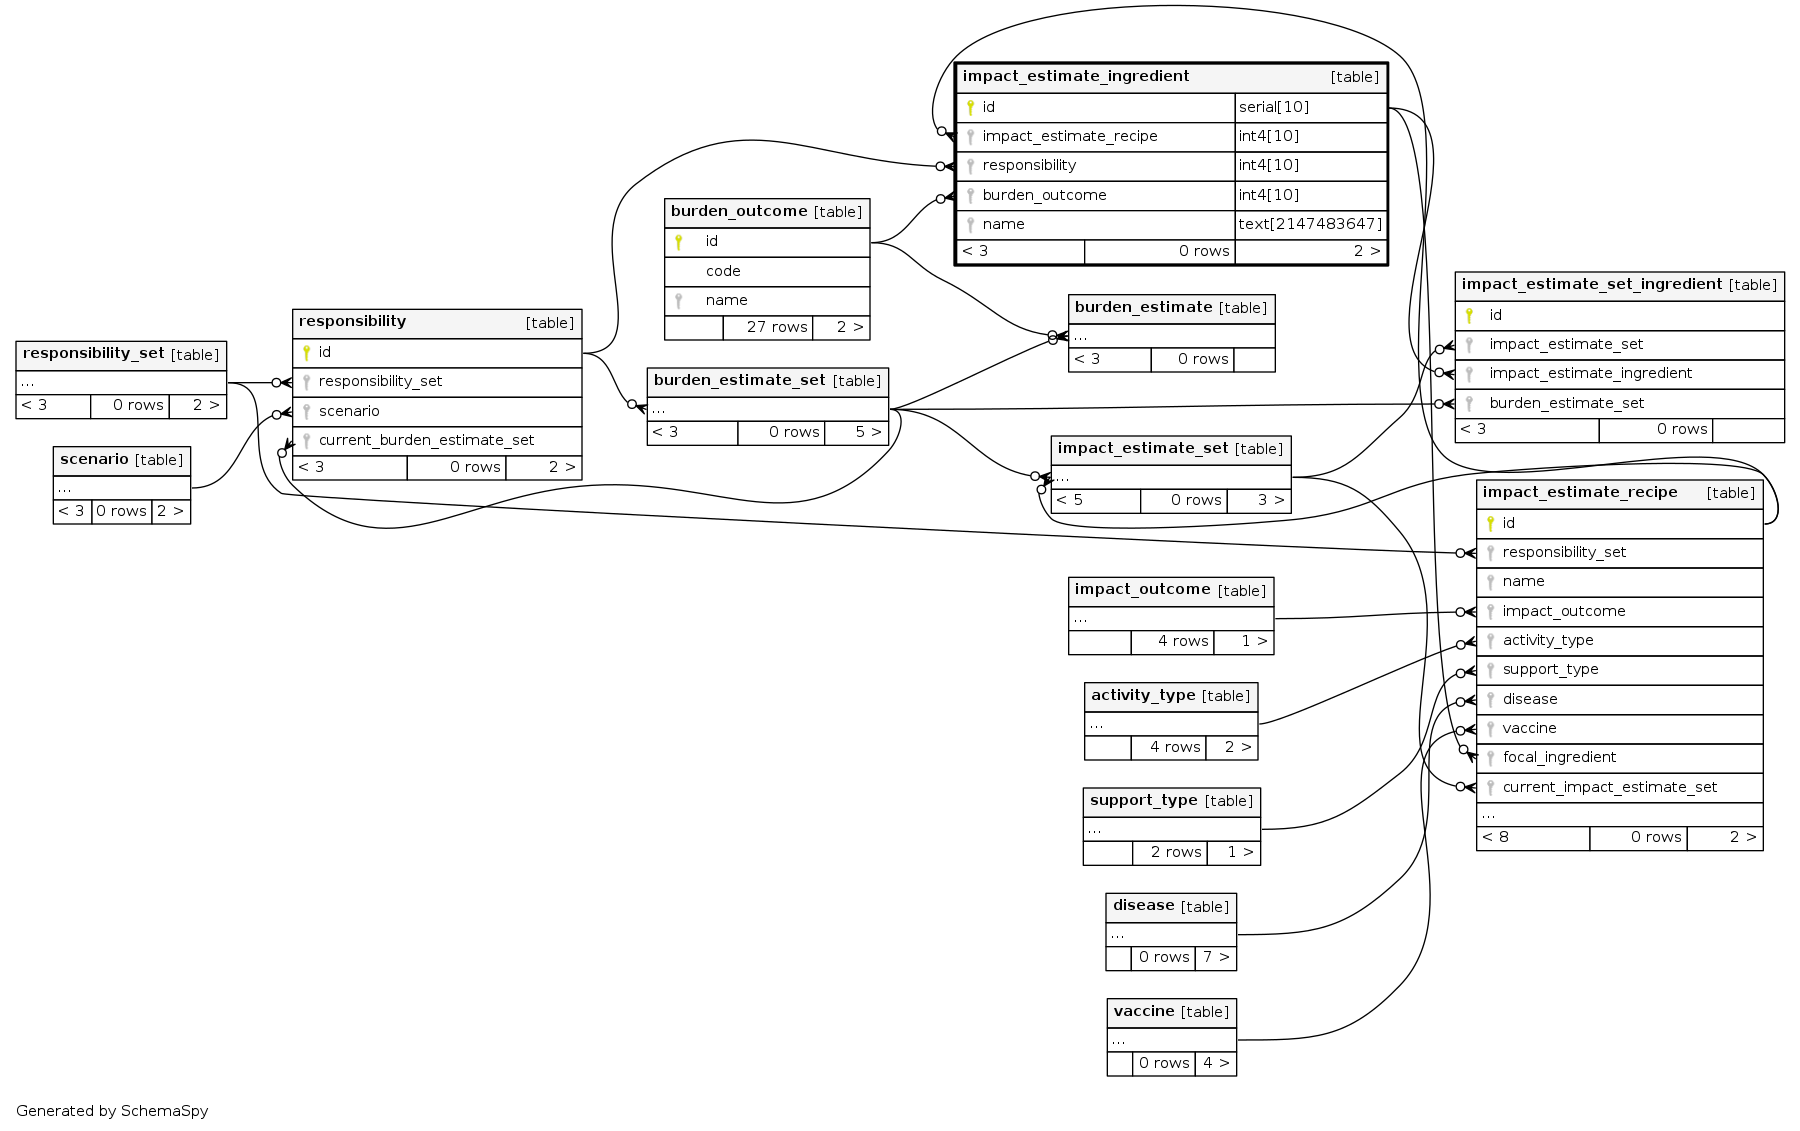 impact_estimate_ingredient [table]
id serial[10]
impact_estimate_recipe int4[10]
responsibility int4[10]
burden_outcome int4[10]
name text[2147483647]
< 3 0 rows 2 >
burden_outcome [table]
id
code
name
27 rows 2 >
impact_estimate_set_ingredient [table]
id
impact_estimate_set
impact_estimate_ingredient
burden_estimate_set
< 3 0 rows
burden_estimate [table]
...
< 3 0 rows
responsibility [table]
id
responsibility_set
scenario
current_burden_estimate_set
< 3 0 rows 2 >
responsibility_set [table]
...
< 3 0 rows 2 >
burden_estimate_set [table]
...
< 3 0 rows 5 >
scenario [table]
...
< 3 0 rows 2 >
impact_estimate_set [table]
...
< 5 0 rows 3 >
impact_estimate_recipe [table]
id
responsibility_set
name
impact_outcome
activity_type
support_type
disease
vaccine
focal_ingredient
current_impact_estimate_set
...
< 8 0 rows 2 >
impact_outcome [table]
...
4 rows 1 >
activity_type [table]
...
4 rows 2 >
support_type [table]
...
2 rows 1 >
disease [table]
...
0 rows 7 >
vaccine [table]
...
0 rows 4 >
Generated by SchemaSpy